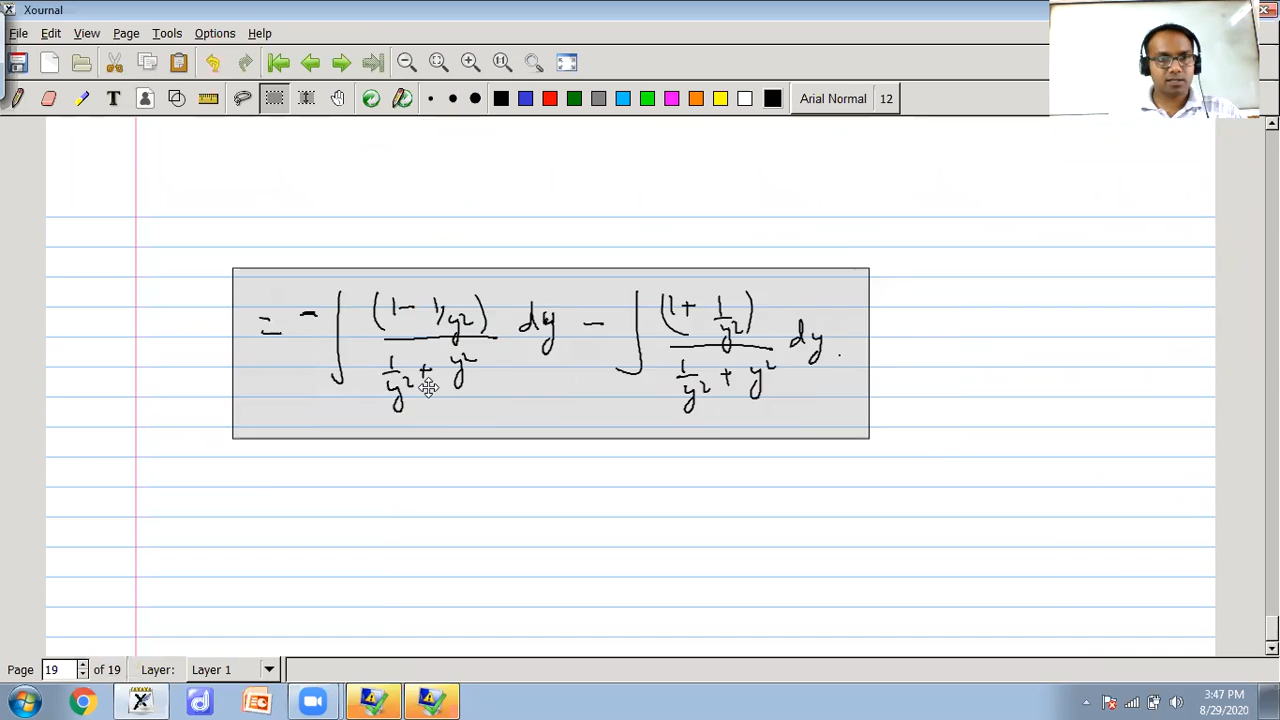 Xournal
File Edit View Page Tools Options Help
Arial Normal 12
= - ∫ (1 - 1/y²) / (1/y² + y²) dy - ∫ (1 + 1/y²) / (1/y² + y²) dy.
Page 19 of 19 Layer: Layer 1
3:47 PM
8/29/2020